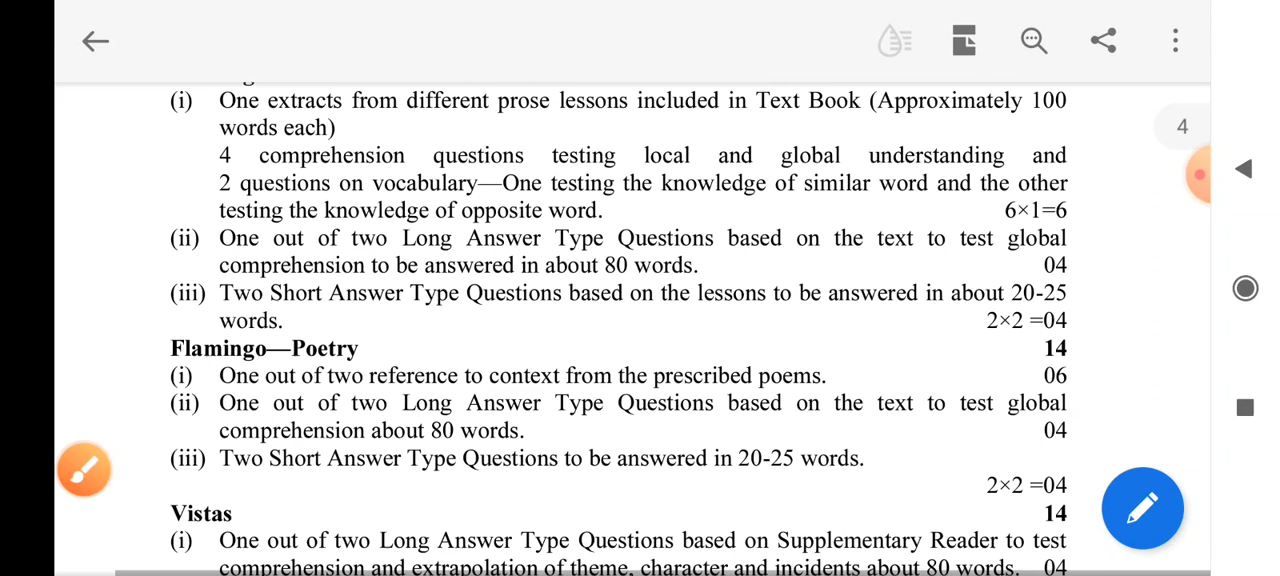 4
(i) One extracts from different prose lessons included in Text Book (Approximately 100
words each)
4 comprehension questions testing local and global understanding and
2 questions on vocabulary—One testing the knowledge of similar word and the other
testing the knowledge of opposite word. 6×1=6
(ii) One out of two Long Answer Type Questions based on the text to test global
comprehension to be answered in about 80 words. 04
(iii) Two Short Answer Type Questions based on the lessons to be answered in about 20-25
words. 2×2 =04
Flamingo—Poetry 14
(i) One out of two reference to context from the prescribed poems. 06
(ii) One out of two Long Answer Type Questions based on the text to test global
comprehension about 80 words. 04
(iii) Two Short Answer Type Questions to be answered in 20-25 words.
2×2 =04
Vistas 14
(i) One out of two Long Answer Type Questions based on Supplementary Reader to test
comprehension and extrapolation of theme, character and incidents about 80 words. 04